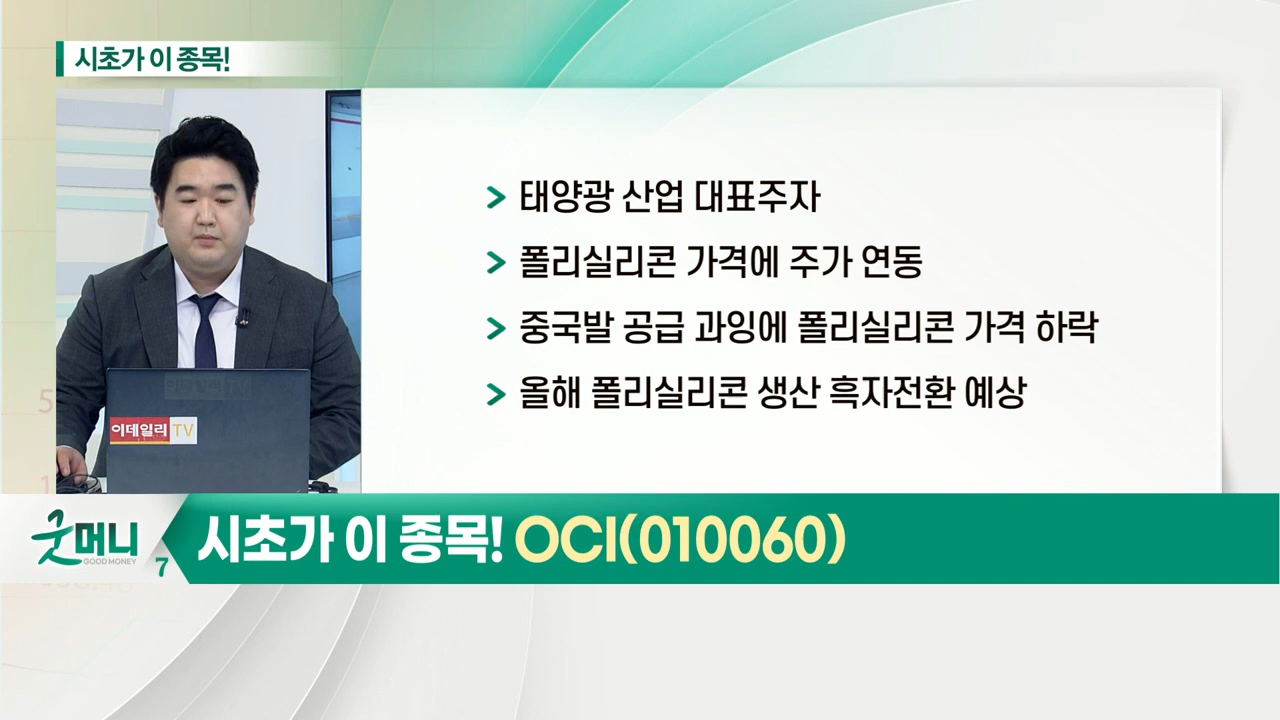 시초가 이 종목!
> 태양광 산업 대표주자
> 폴리실리콘 가격에 주가 연동
> 중국발 공급 과잉에 폴리실리콘 가격 하락
> 올해 폴리실리콘 생산 흑자전환 예상
이데일리 TV
굿머니
GOOD MONEY
7
시초가 이 종목! OCI(010060)